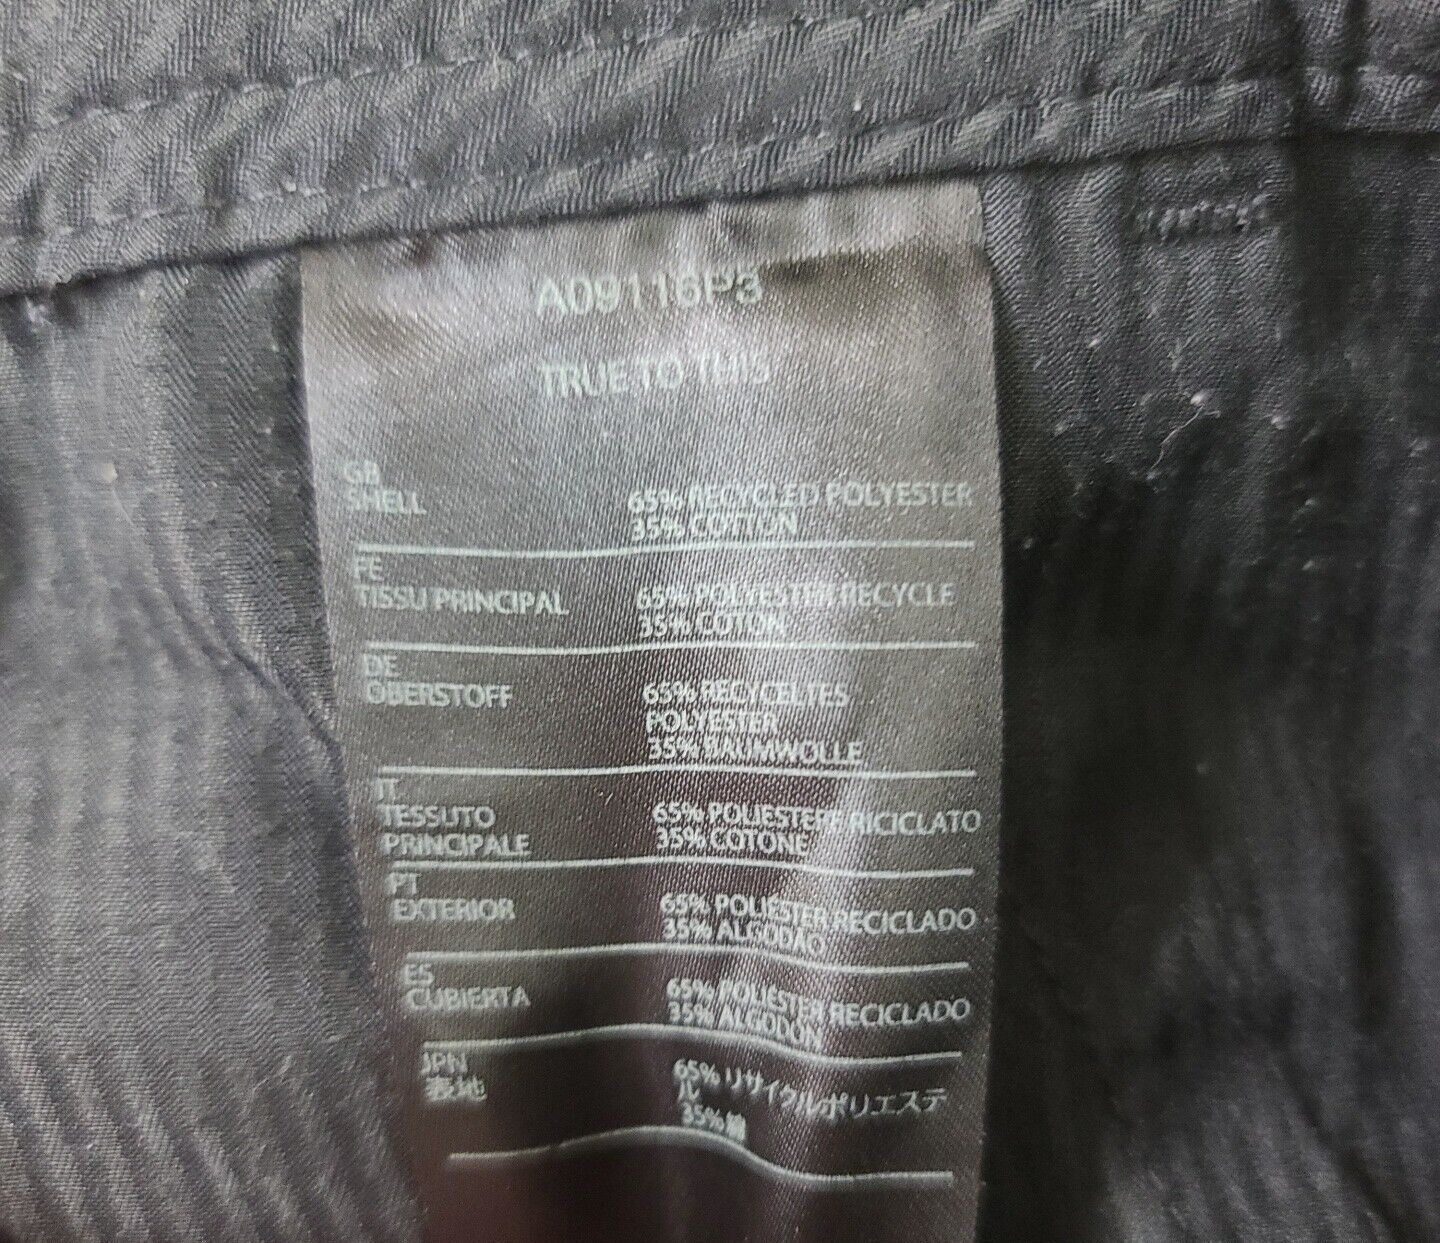 A09116P3
TRUE TO THIS
GB
SHELL
65% RECYCLED POLYESTER
35% COTTON
FE
TISSU PRINCIPAL
65% POLYESTER RECYCLE
35% COTON
DE
OBERSTOFF
65% RECYCELTES
POLYESTER
35% BAUMWOLLE
IT
TESSUTO
PRINCIPALE
65% POLIESTERE RICICLATO
35% COTONE
PT
EXTERIOR
65% POLIESTER RECICLADO
35% ALGODAO
ES
CUBIERTA
65% POLIESTER RECICLADO
35% ALGODON
JPN
表地
65% リサイクルポリエステ
ル
35% 綿